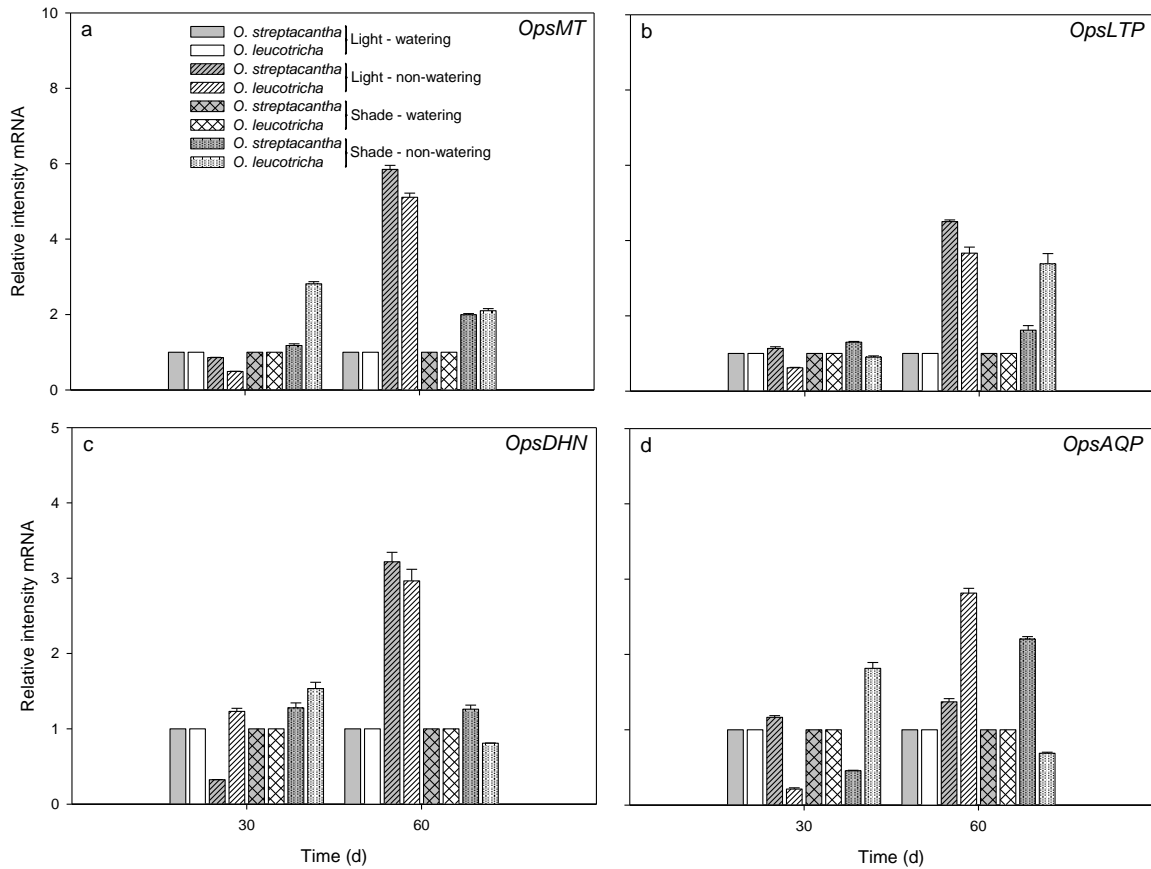 a
OpsMT
O. streptacantha
O. leucotricha
Light - watering
O. streptacantha
O. leucotricha
Light - non-watering
O. streptacantha
O. leucotricha
Shade - watering
O. streptacantha
O. leucotricha
Shade - non-watering
Relative intensity mRNA
10
8
6
4
2
0
b
OpsLTP
c
OpsDHN
Relative intensity mRNA
5
4
3
2
1
0
30
60
Time (d)
d
OpsAQP
30
60
Time (d)